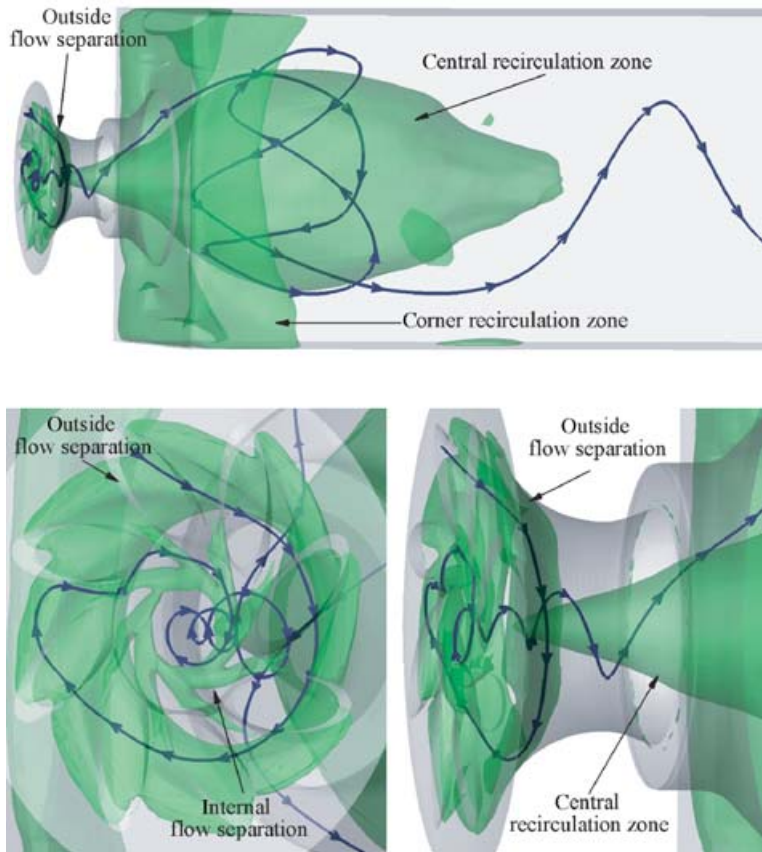 Outside
flow separation
Central recirculation zone
Corner recirculation zone
Outside
flow separation
Internal
flow separation
Outside
flow separation
Central
recirculation zone